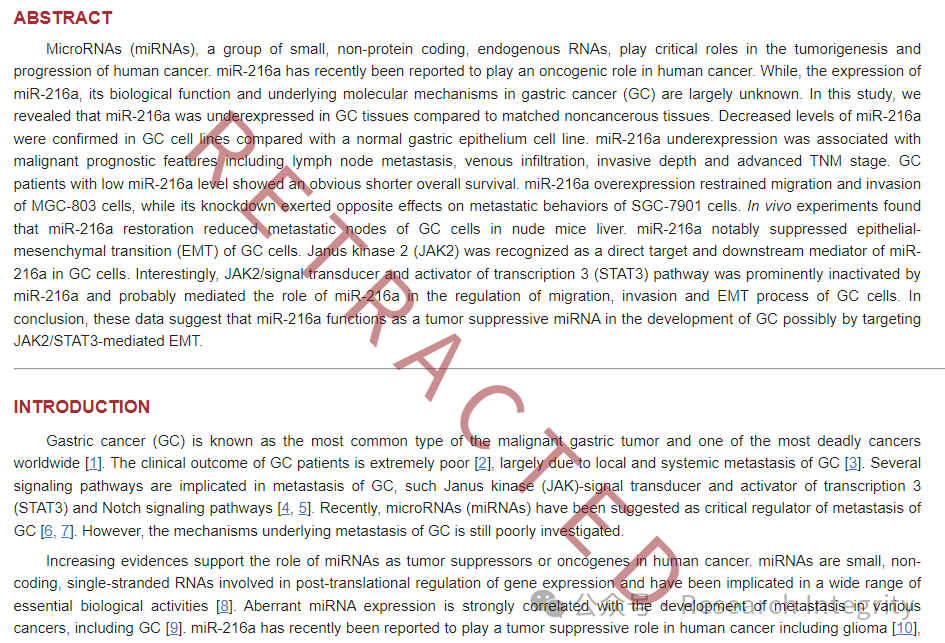 ABSTRACT
MicroRNAs (miRNAs), a group of small, non-protein coding, endogenous RNAs, play critical roles in the tumorigenesis and
progression of human cancer. miR-216a has recently been reported to play an oncogenic role in human cancer. While, the expression of
miR-216a, its biological function and underlying molecular mechanisms in gastric cancer (GC) are largely unknown. In this study, we
revealed that miR-216a was underexpressed in GC tissues compared to matched noncancerous tissues. Decreased levels of miR-216a
were confirmed in GC cell lines compared with a normal gastric epithelium cell line. miR-216a underexpression was associated with
malignant prognostic features including lymph node metastasis, venous infiltration, invasive depth and advanced TNM stage. GC
patients with low miR-216a level showed an obvious shorter overall survival. miR-216a overexpression restrained migration and invasion
of MGC-803 cells, while its knockdown exerted opposite effects on metastatic behaviors of SGC-7901 cells. In vivo experiments found
that miR-216a restoration reduced metastatic nodes of GC cells in nude mice liver. miR-216a notably suppressed epithelial-
mesenchymal transition (EMT) of GC cells. Janus kinase 2 (JAK2) was recognized as a direct target and downstream mediator of miR-
216a in GC cells. Interestingly, JAK2/signal transducer and activator of transcription 3 (STAT3) pathway was prominently inactivated by
miR-216a and probably mediated the role of miR-216a in the regulation of migration, invasion and EMT process of GC cells. In
conclusion, these data suggest that miR-216a functions as a tumor suppressive miRNA in the development of GC possibly by targeting
JAK2/STAT3-mediated EMT.
RETRACTED
INTRODUCTION
Gastric cancer (GC) is known as the most common type of the malignant gastric tumor and one of the most deadly cancers
worldwide [1]. The clinical outcome of GC patients is extremely poor [2], largely due to local and systemic metastasis of GC [3]. Several
signaling pathways are implicated in metastasis of GC, such Janus kinase (JAK)-signal transducer and activator of transcription 3
(STAT3) and Notch signaling pathways [4, 5]. Recently, microRNAs (miRNAs) have been suggested as critical regulator of metastasis of
GC [6, 7]. However, the mechanisms underlying metastasis of GC is still poorly investigated.
Increasing evidences support the role of miRNAs as tumor suppressors or oncogenes in human cancer. miRNAs are small, non-
coding, single-stranded RNAs involved in post-translational regulation of gene expression and have been implicated in a wide range of
essential biological activities [8]. Aberrant miRNA expression is strongly correlated with the development of metastasis in various
cancers, including GC [9]. miR-216a has recently been reported to play a tumor suppressive role in human cancer including glioma [10],
公众号 · Research Integrity